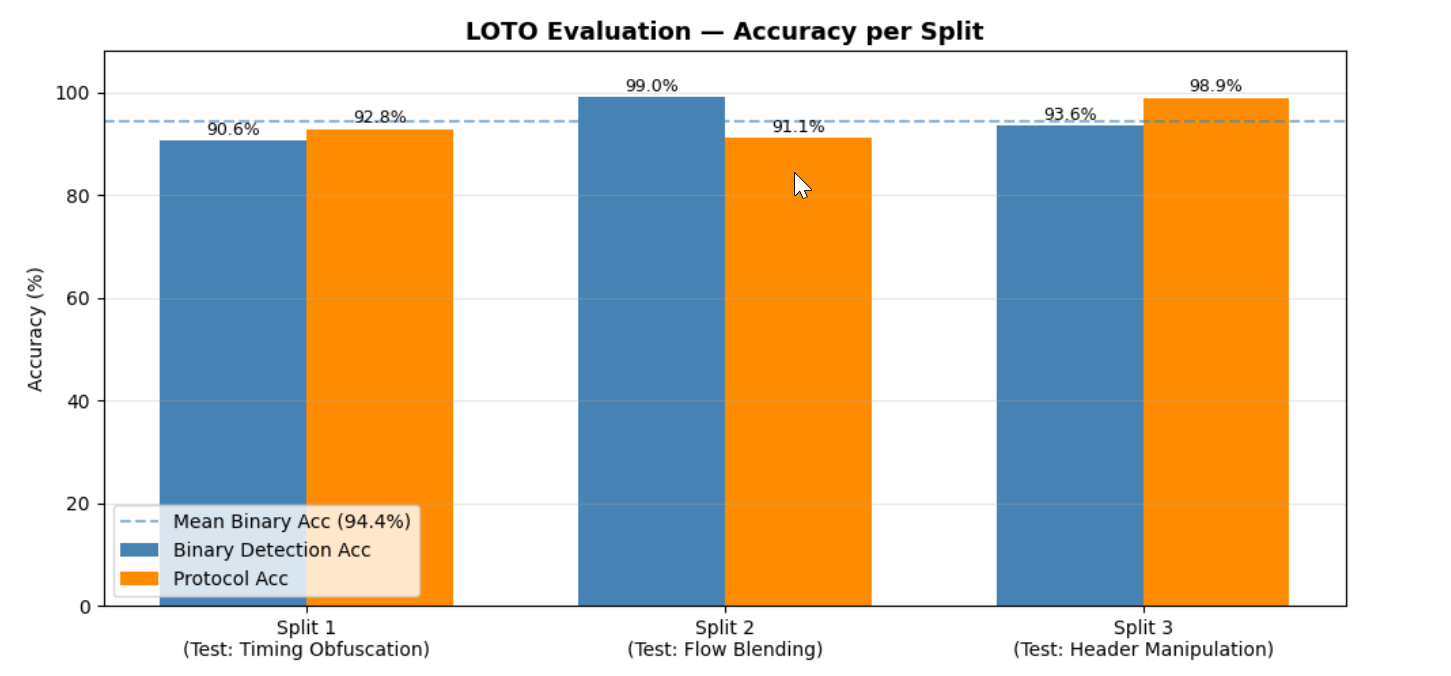 LOTO Evaluation — Accuracy per Split
Accuracy (%)
100
80
60
40
20
0
90.6%
92.8%
99.0%
91.1%
93.6%
98.9%
Mean Binary Acc (94.4%)
Binary Detection Acc
Protocol Acc
Split 1
(Test: Timing Obfuscation)
Split 2
(Test: Flow Blending)
Split 3
(Test: Header Manipulation)